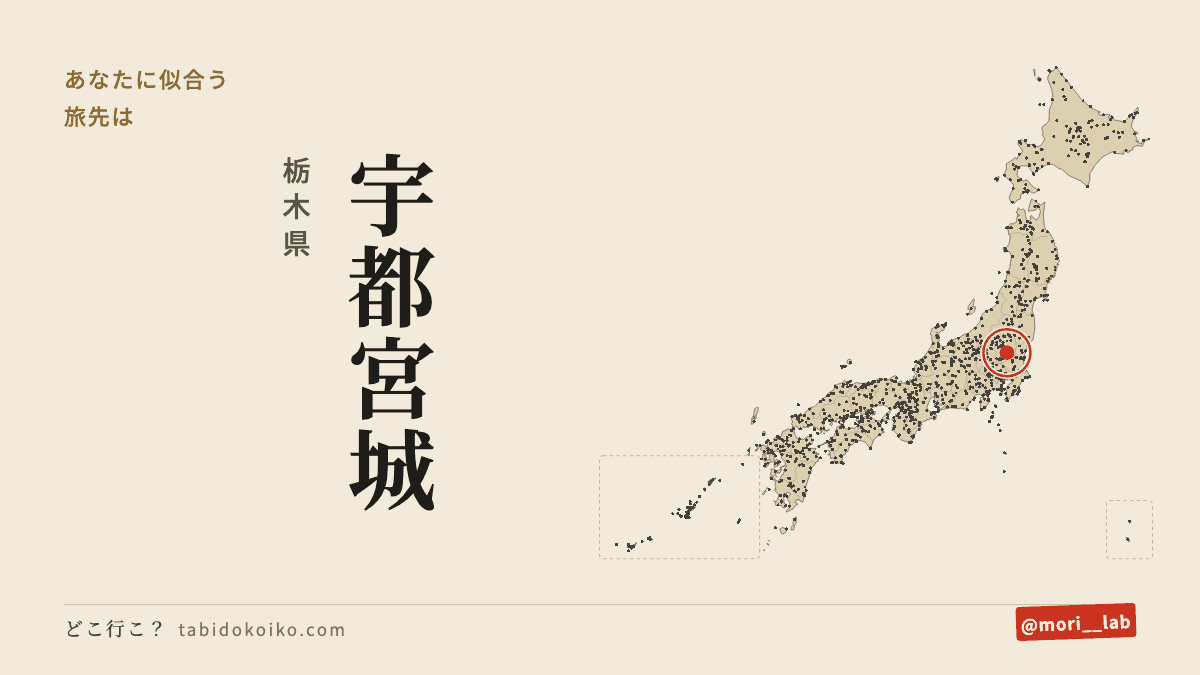 あなたに似合う
旅先は
宇都宮城
栃木県
どこ行こ？ tabidokoiko.com
@mori__lab